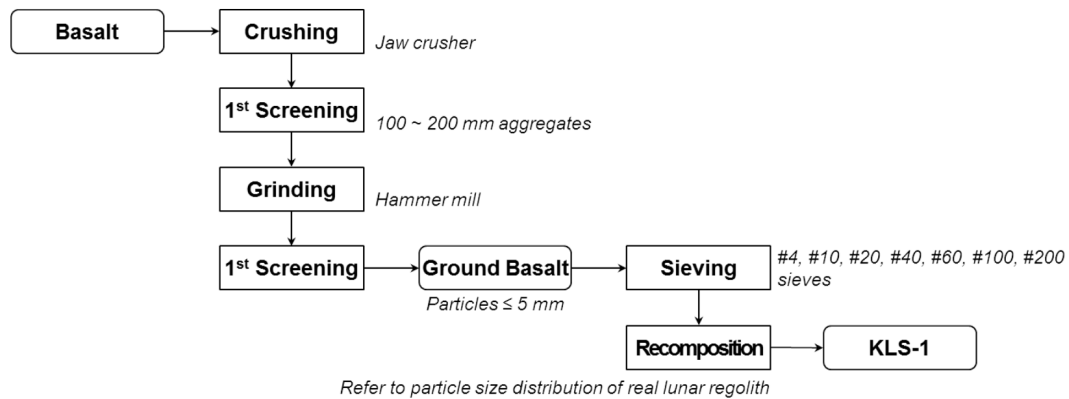 Basalt
Crushing
Jaw crusher
1st Screening
100 ~ 200 mm aggregates
Grinding
Hammer mill
1st Screening
Ground Basalt
Particles ≤ 5 mm
Sieving
#4, #10, #20, #40, #60, #100, #200
sieves
Recomposition
KLS-1
Refer to particle size distribution of real lunar regolith